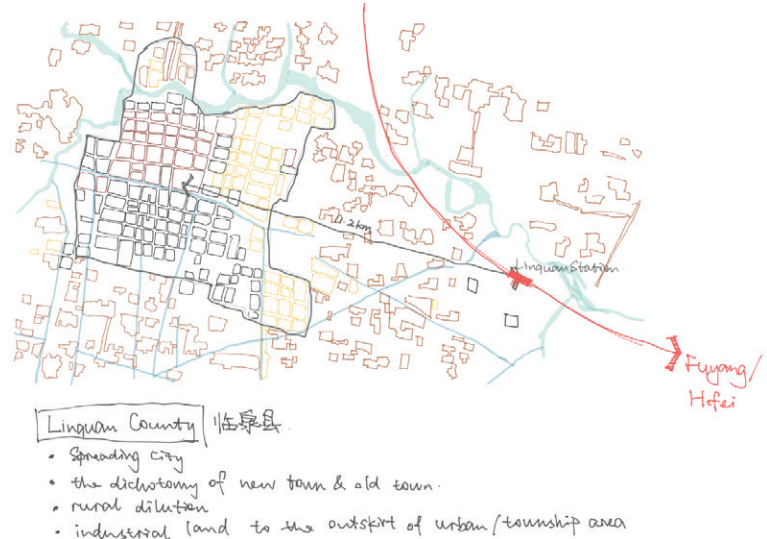 11.2km
Linquan Station
Fuyang/
Hefei
Linquan County 临泉县
• Spreading city
• the dichotomy of new town & old town.
• rural dilution
• industrial land to the outskirt of urban/township area